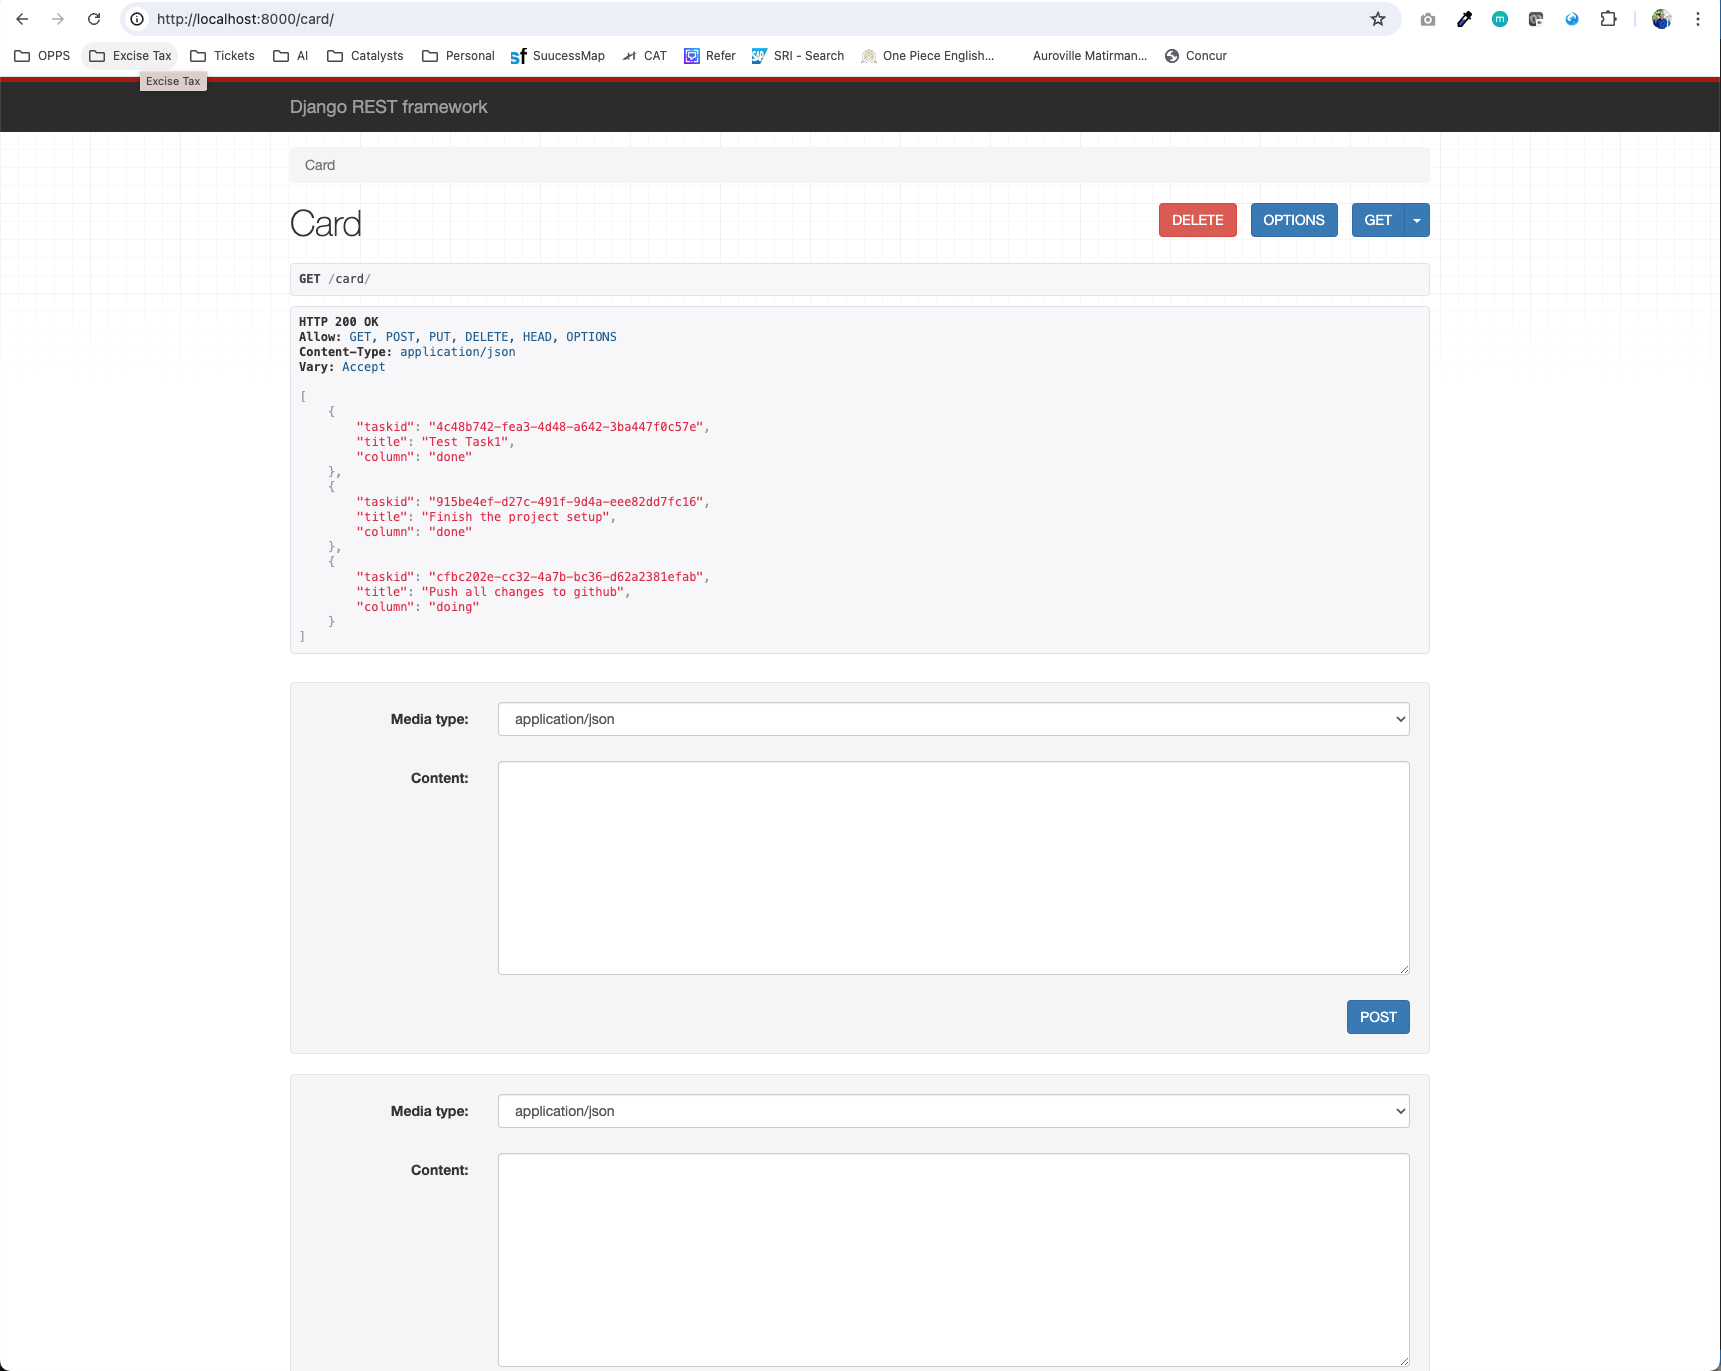 http://localhost:8000/card/
OPPS Excise Tax Tickets AI Catalysts Personal SuucessMap CAT Refer SRI - Search One Piece English... Auroville Matirman... Concur
Excise Tax
Django REST framework
Card
Card DELETE OPTIONS GET
GET /card/
HTTP 200 OK
Allow: GET, POST, PUT, DELETE, HEAD, OPTIONS
Content-Type: application/json
Vary: Accept
[
{
"taskid": "4c48b742-fea3-4d48-a642-3ba447f0c57e",
"title": "Test Task1",
"column": "done"
},
{
"taskid": "915be4ef-d27c-491f-9d4a-eee82dd7fc16",
"title": "Finish the project setup",
"column": "done"
},
{
"taskid": "cfbc202e-cc32-4a7b-bc36-d62a2381efab",
"title": "Push all changes to github",
"column": "doing"
}
]
Media type: application/json
Content:
POST
Media type: application/json
Content: